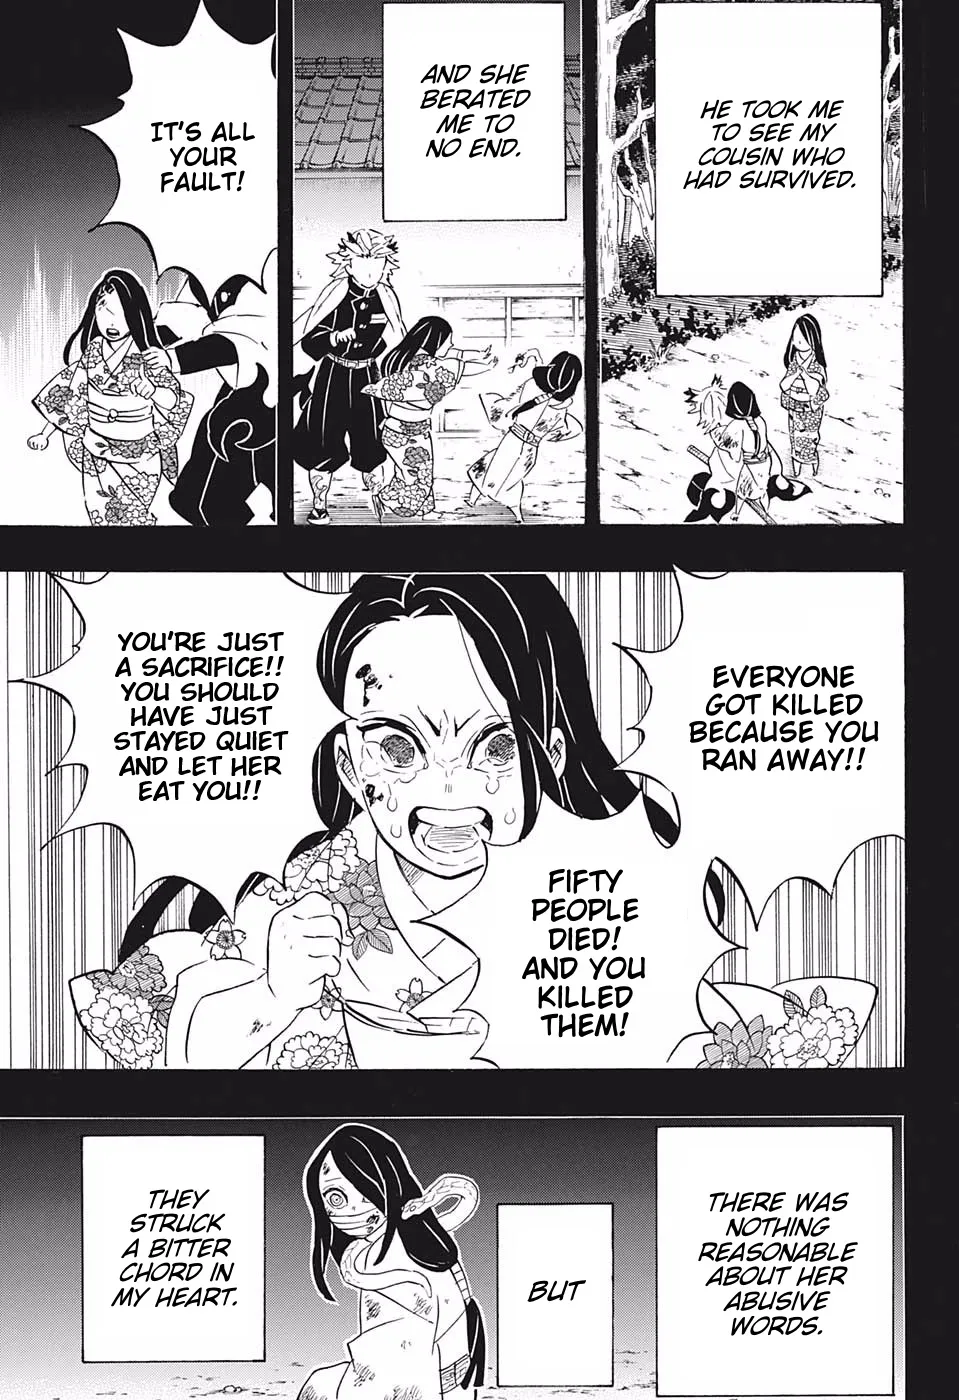 HE TOOK ME
TO SEE MY
COUSIN WHO
HAD SURVIVED.
AND SHE
BERATED
ME TO
NO END.
IT'S ALL
YOUR
FAULT!
EVERYONE
GOT KILLED
BECAUSE YOU
RAN AWAY!!
FIFTY
PEOPLE
DIED!
AND YOU
KILLED
THEM!
YOU'RE JUST
A SACRIFICE!!
YOU SHOULD
HAVE JUST
STAYED QUIET
AND LET HER
EAT YOU!!
THERE WAS
NOTHING
REASONABLE
ABOUT HER
ABUSIVE
WORDS.
BUT
THEY
STRUCK
A BITTER
CHORD IN
MY HEART.